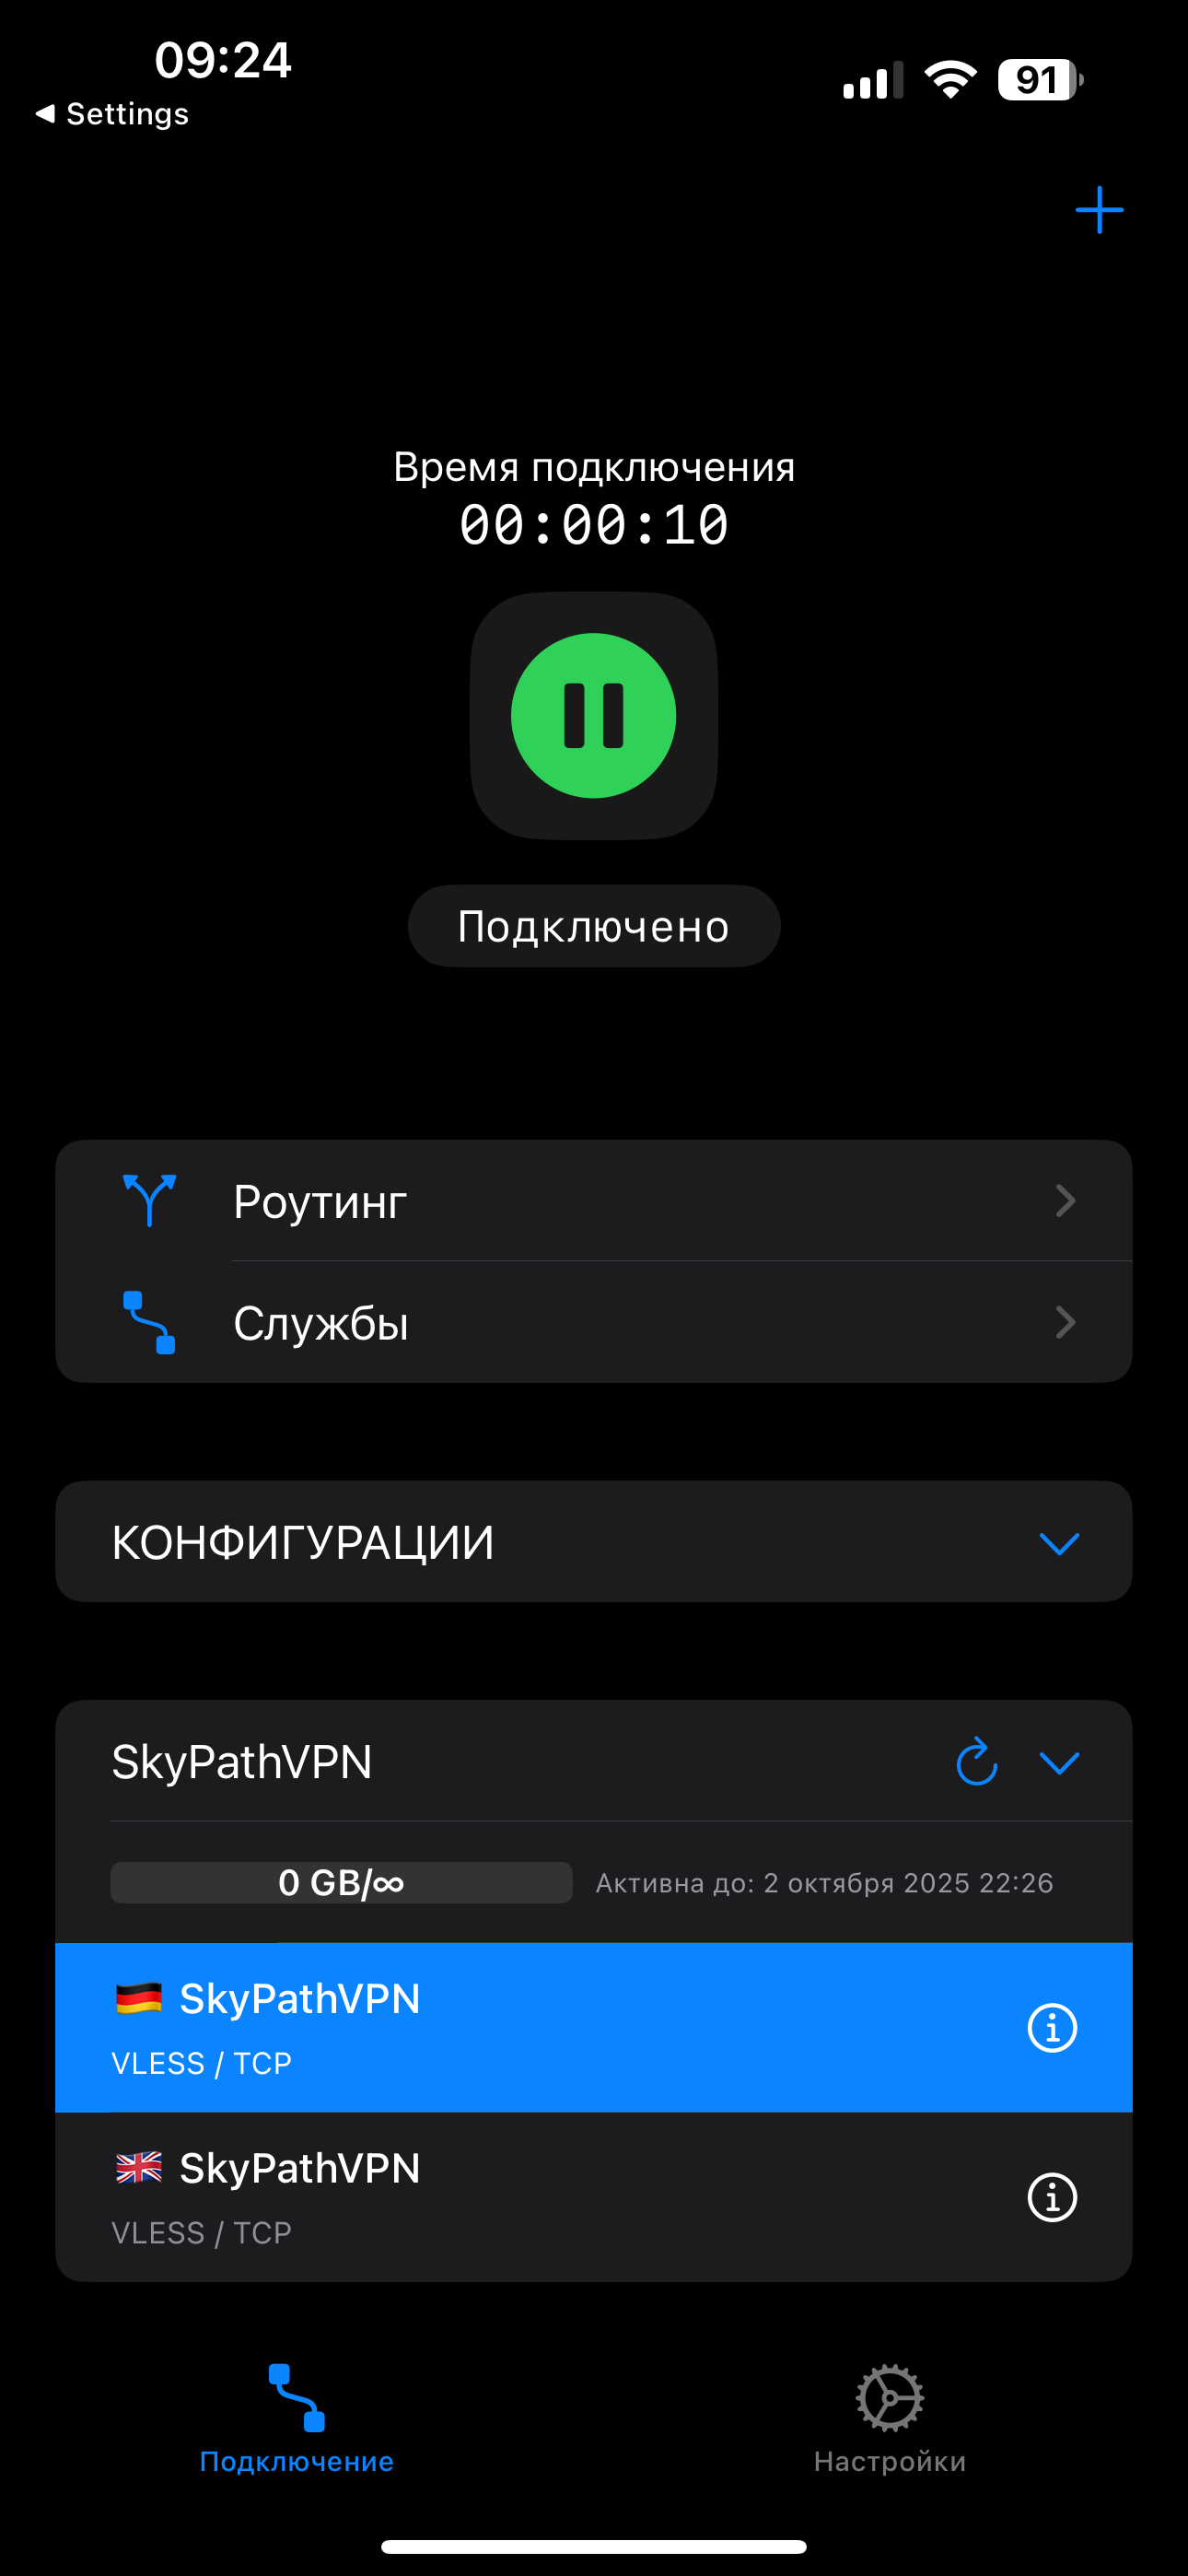 09:24
91
◀ Settings
Время подключения
00:00:10
Подключено
Роутинг
Службы
КОНФИГУРАЦИИ
SkyPathVPN
0 GB/∞ Активна до: 2 октября 2025 22:26
🇩🇪 SkyPathVPN
VLESS / TCP
🇬🇧 SkyPathVPN
VLESS / TCP
Подключение Настройки